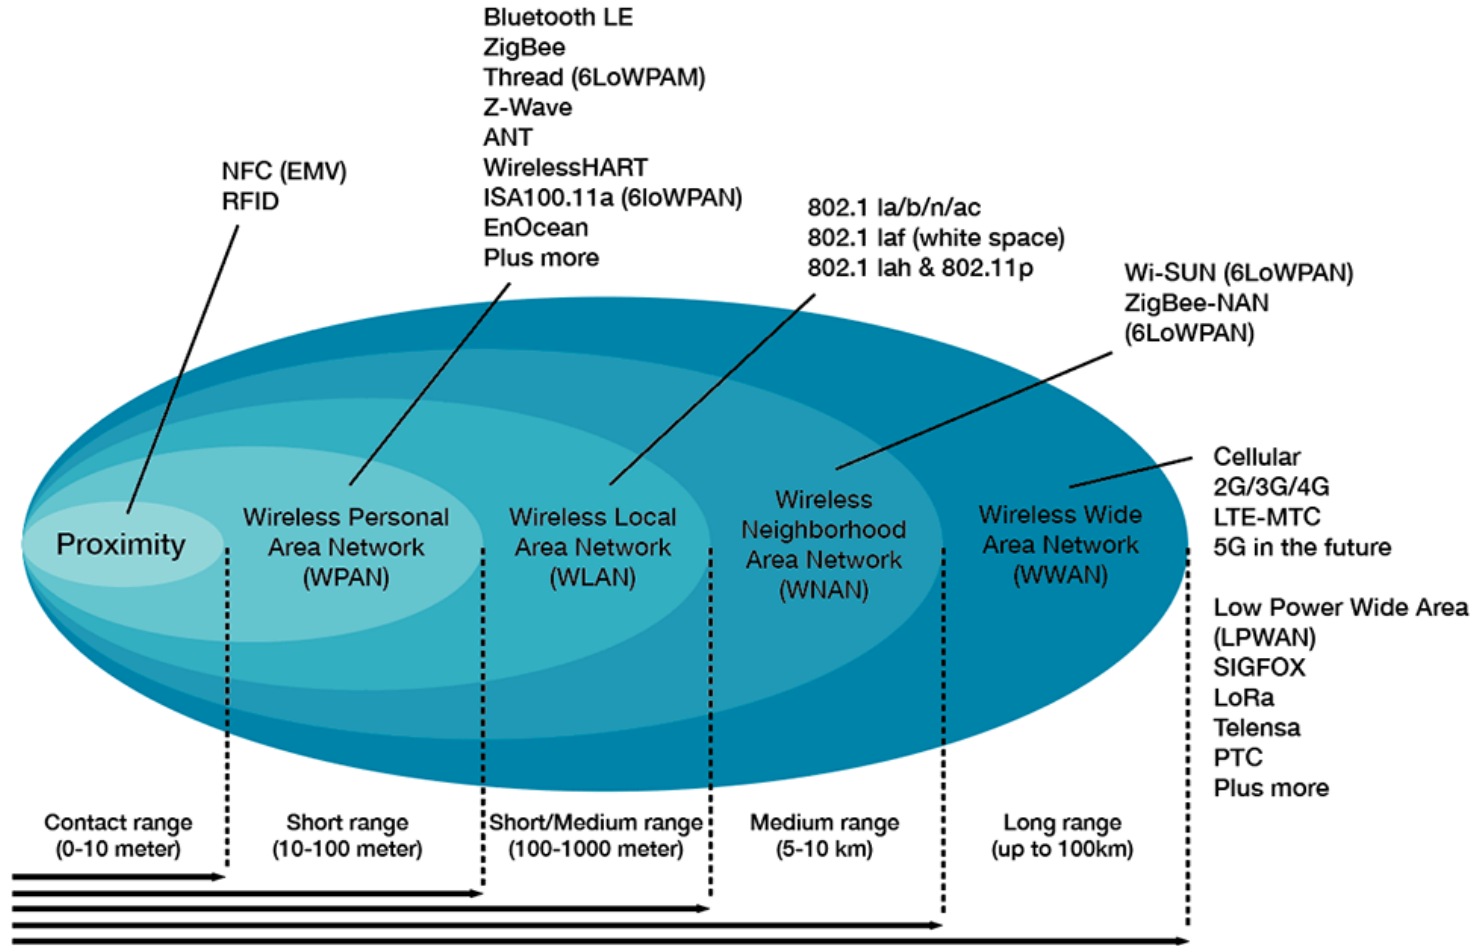 Bluetooth LE
ZigBee
Thread (6LoWPAM)
Z-Wave
ANT
WirelessHART
ISA100.11a (6loWPAN)
EnOcean
Plus more
NFC (EMV)
RFID
802.1 la/b/n/ac
802.1 laf (white space)
802.1 lah & 802.11p
Wi-SUN (6LoWPAN)
ZigBee-NAN
(6LoWPAN)
Cellular
2G/3G/4G
LTE-MTC
5G in the future
Low Power Wide Area
(LPWAN)
SIGFOX
LoRa
Telensa
PTC
Plus more
Proximity
Wireless Personal
Area Network
(WPAN)
Wireless Local
Area Network
(WLAN)
Wireless
Neighborhood
Area Network
(WNAN)
Wireless Wide
Area Network
(WWAN)
Contact range
(0-10 meter)
Short range
(10-100 meter)
Short/Medium range
(100-1000 meter)
Medium range
(5-10 km)
Long range
(up to 100km)